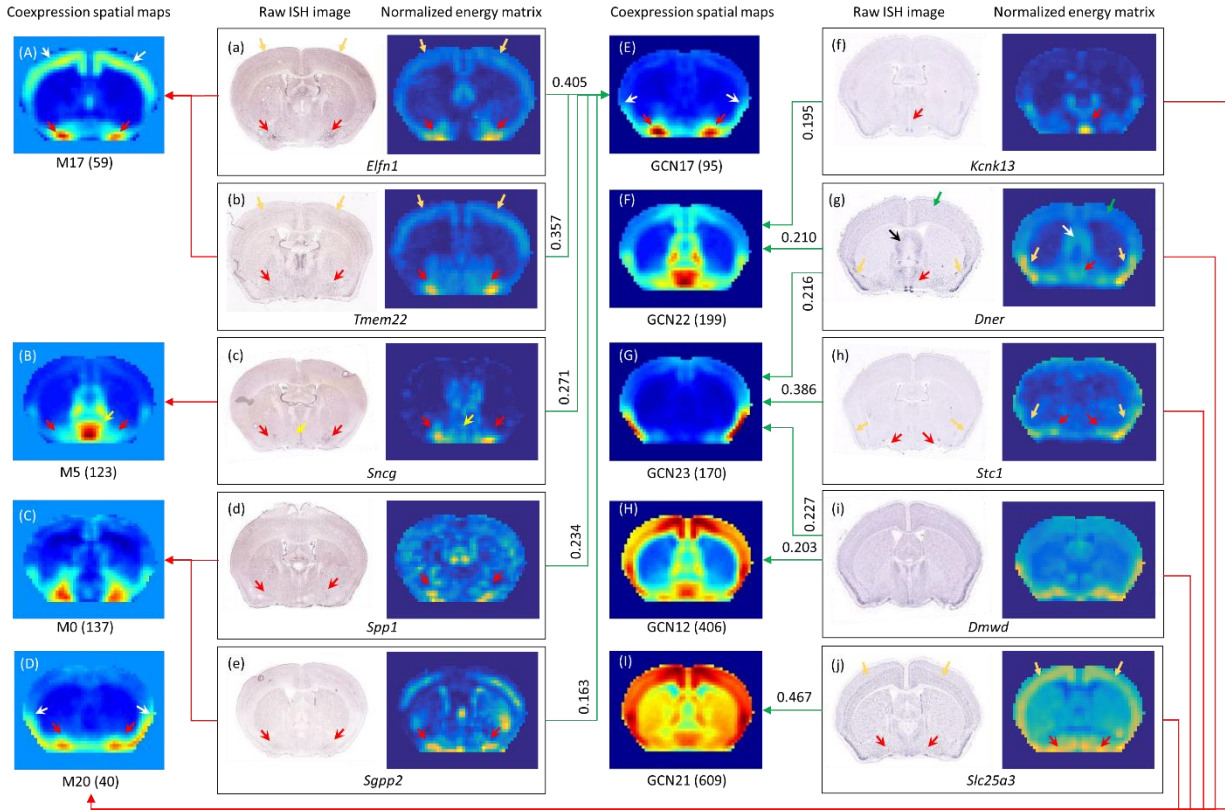 Coexpression spatial maps
Raw ISH image
Normalized energy matrix
Coexpression spatial maps
Raw ISH image
Normalized energy matrix
(A)
M17 (59)
(a)
Elfn1
0.405
(b)
Tmem22
0.357
(B)
M5 (123)
(c)
Sncg
0.271
(C)
M0 (137)
(d)
Spp1
0.234
(D)
M20 (40)
(e)
Sgpp2
0.163
(E)
GCN17 (95)
0.195
(f)
Kcnk13
(F)
GCN22 (199)
0.210
0.216
(g)
Dner
(G)
GCN23 (170)
0.386
(h)
Stc1
0.227
(H)
GCN12 (406)
0.203
(i)
Dmwd
(I)
GCN21 (609)
0.467
(j)
Slc25a3